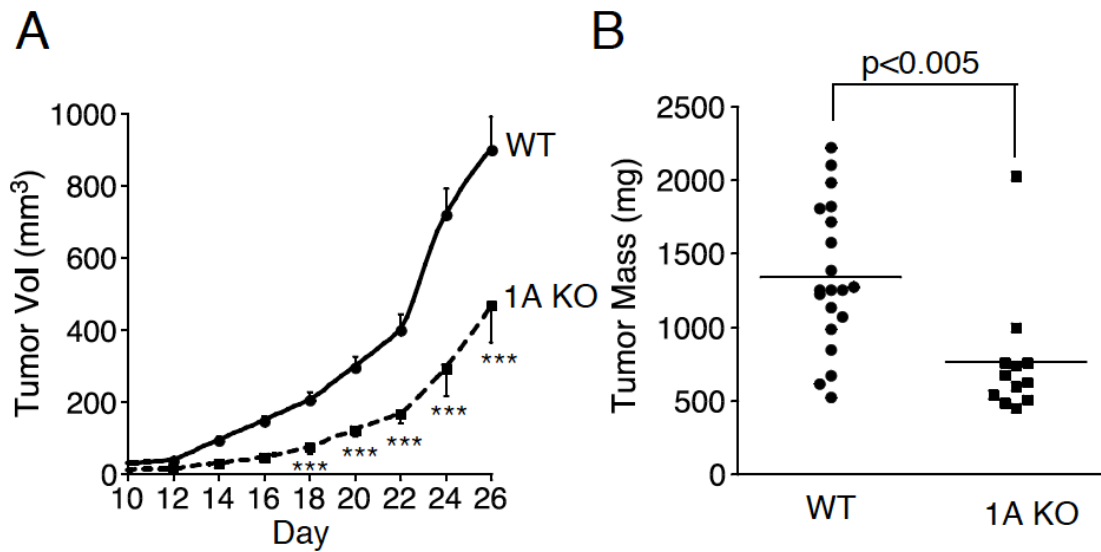 A
Tumor Vol (mm³)
1000
800
600
400
200
0
10 12 14 16 18 20 22 24 26
Day
WT
1A KO
***
***
***
***
***
B
p<0.005
Tumor Mass (mg)
2500
2000
1500
1000
500
0
WT
1A KO